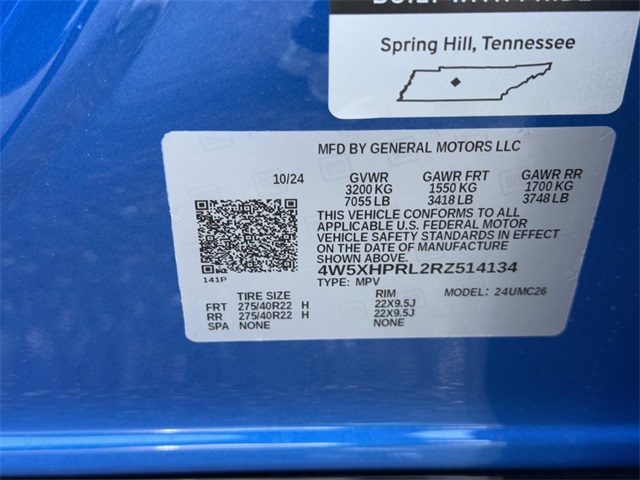 BUILT WITH PRIDE
Spring Hill, Tennessee
MFD BY GENERAL MOTORS LLC
10/24 GVWR GAWR FRT GAWR RR
3200 KG 1550 KG 1700 KG
7055 LB 3418 LB 3748 LB
THIS VEHICLE CONFORMS TO ALL
APPLICABLE U.S. FEDERAL MOTOR
VEHICLE SAFETY STANDARDS IN EFFECT
ON THE DATE OF MANUFACTURE
SHOWN ABOVE.
4W5XHPRL2RZ514134
141P
TYPE: MPV
TIRE SIZE RIM MODEL: 24UMC26
FRT 275/40R22 H 22X9.5J
RR 275/40R22 H 22X9.5J
SPA NONE NONE